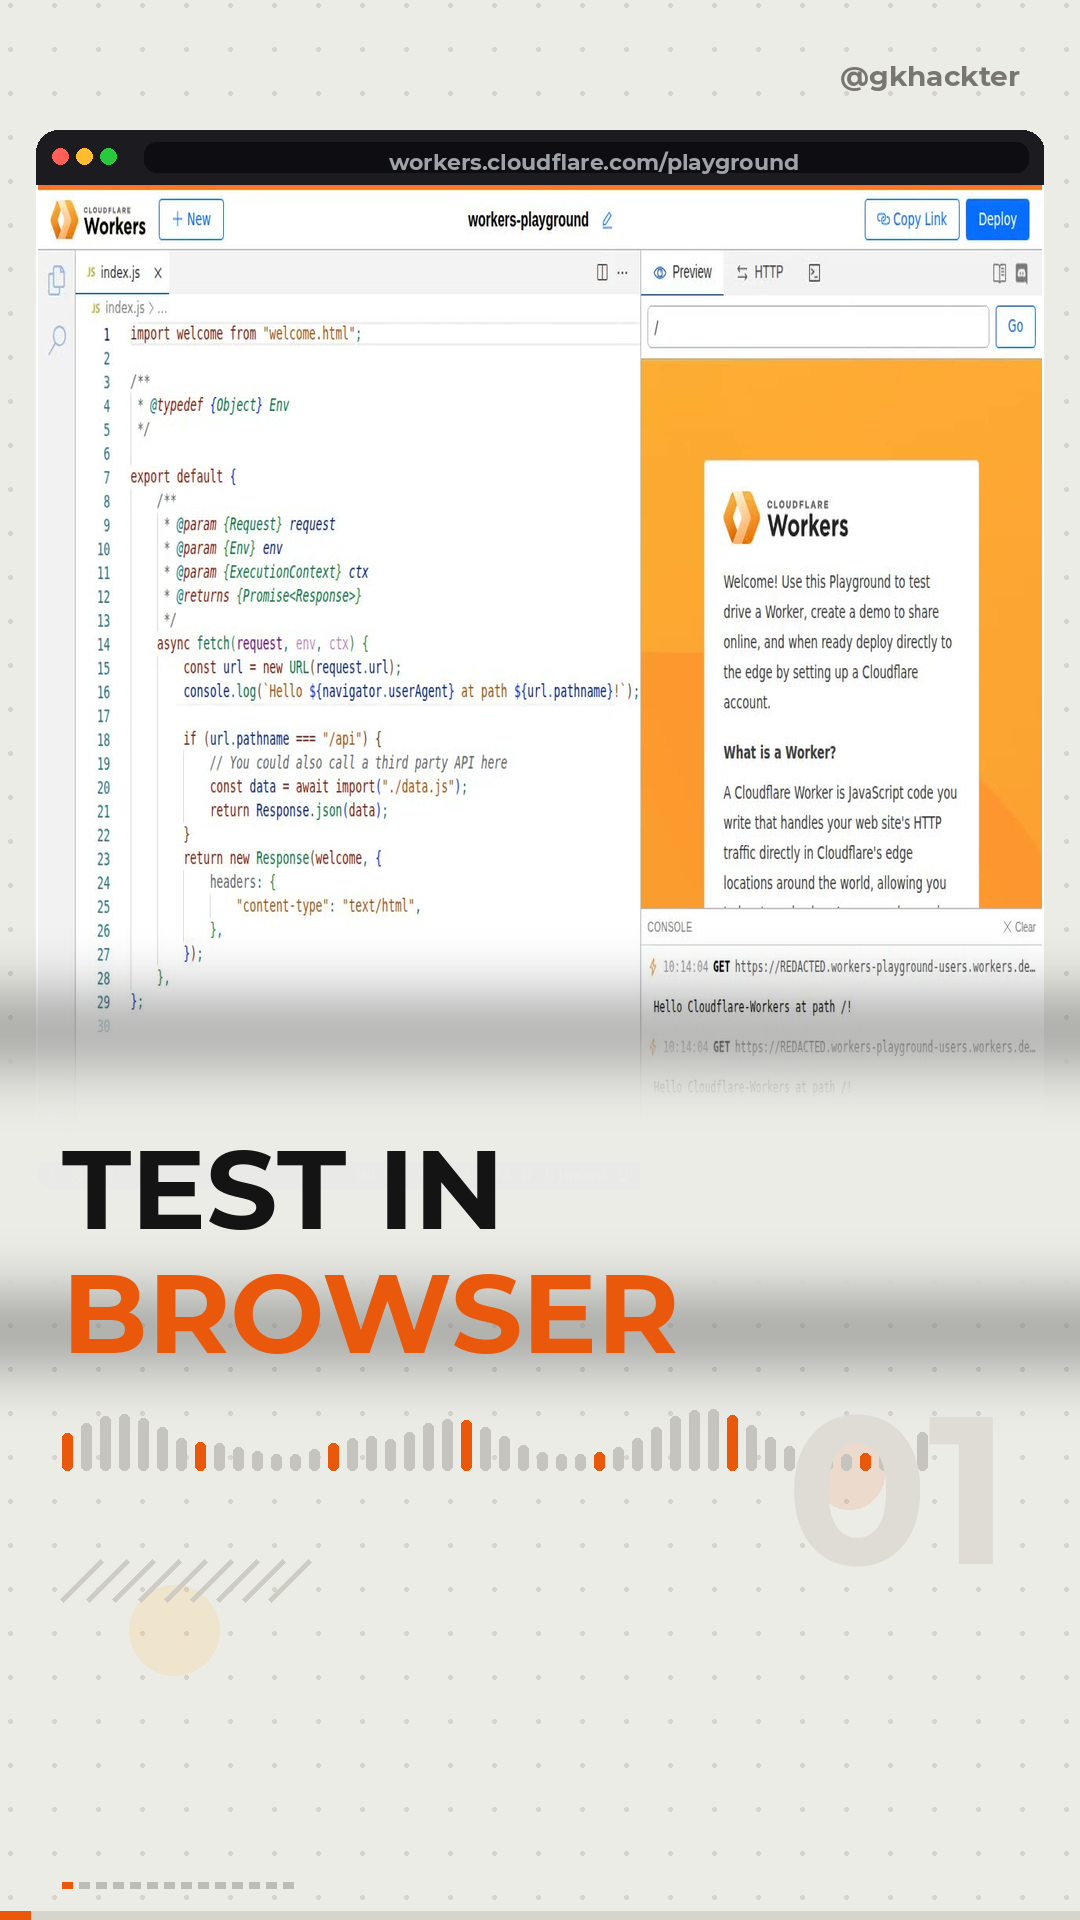 @gkhackter
workers.cloudflare.com/playground
CLOUDFLARE
Workers
+ New
workers-playground
Copy Link
Deploy
JS index.js X
Preview
HTTP
JS index.js > ...
/
Go
1 import welcome from "welcome.html";
2
3 /**
4 * @typedef {Object} Env
5 */
6
7 export default {
8 /**
9 * @param {Request} request
10 * @param {Env} env
11 * @param {ExecutionContext} ctx
12 * @returns {Promise<Response>}
13 */
14 async fetch(request, env, ctx) {
15 const url = new URL(request.url);
16 console.log(`Hello ${navigator.userAgent} at path ${url.pathname}!`);
17
18 if (url.pathname === "/api") {
19 // You could also call a third party API here
20 const data = await import("./data.js");
21 return Response.json(data);
22 }
23 return new Response(welcome, {
24 headers: {
25 "content-type": "text/html",
26 },
27 });
28 },
29 };
30
CLOUDFLARE
Workers
Welcome! Use this Playground to test
drive a Worker, create a demo to share
online, and when ready deploy directly to
the edge by setting up a Cloudflare
account.
What is a Worker?
A Cloudflare Worker is JavaScript code you
write that handles your web site's HTTP
traffic directly in Cloudflare's edge
locations around the world, allowing you
CONSOLE
X Clear
10:14:04 GET https://REDACTED.workers-playground-users.workers.de...
Hello Cloudflare-Workers at path /!
10:14:04 GET https://REDACTED.workers-playground-users.workers.de...
Hello Cloudflare-Workers at path /!
TEST IN
BROWSER
01